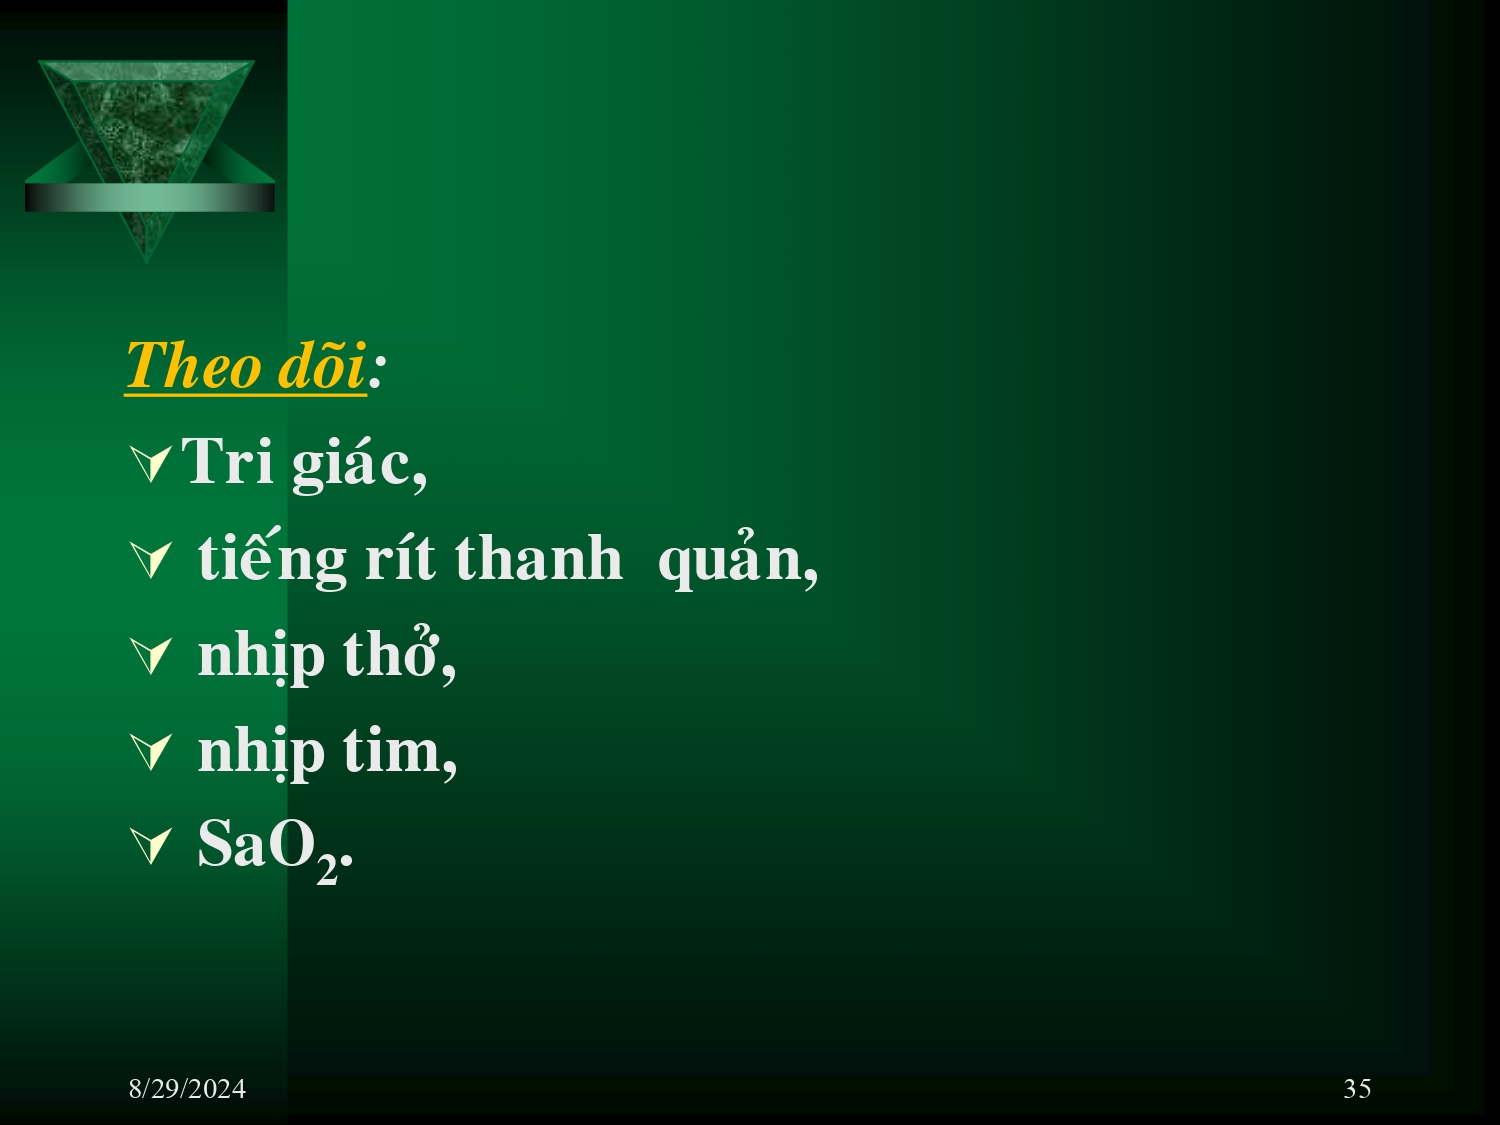 Theo dõi:
Tri giác,
tiếng rít thanh quản,
nhịp thở,
nhịp tim,
SaO₂.
8/29/2024
35